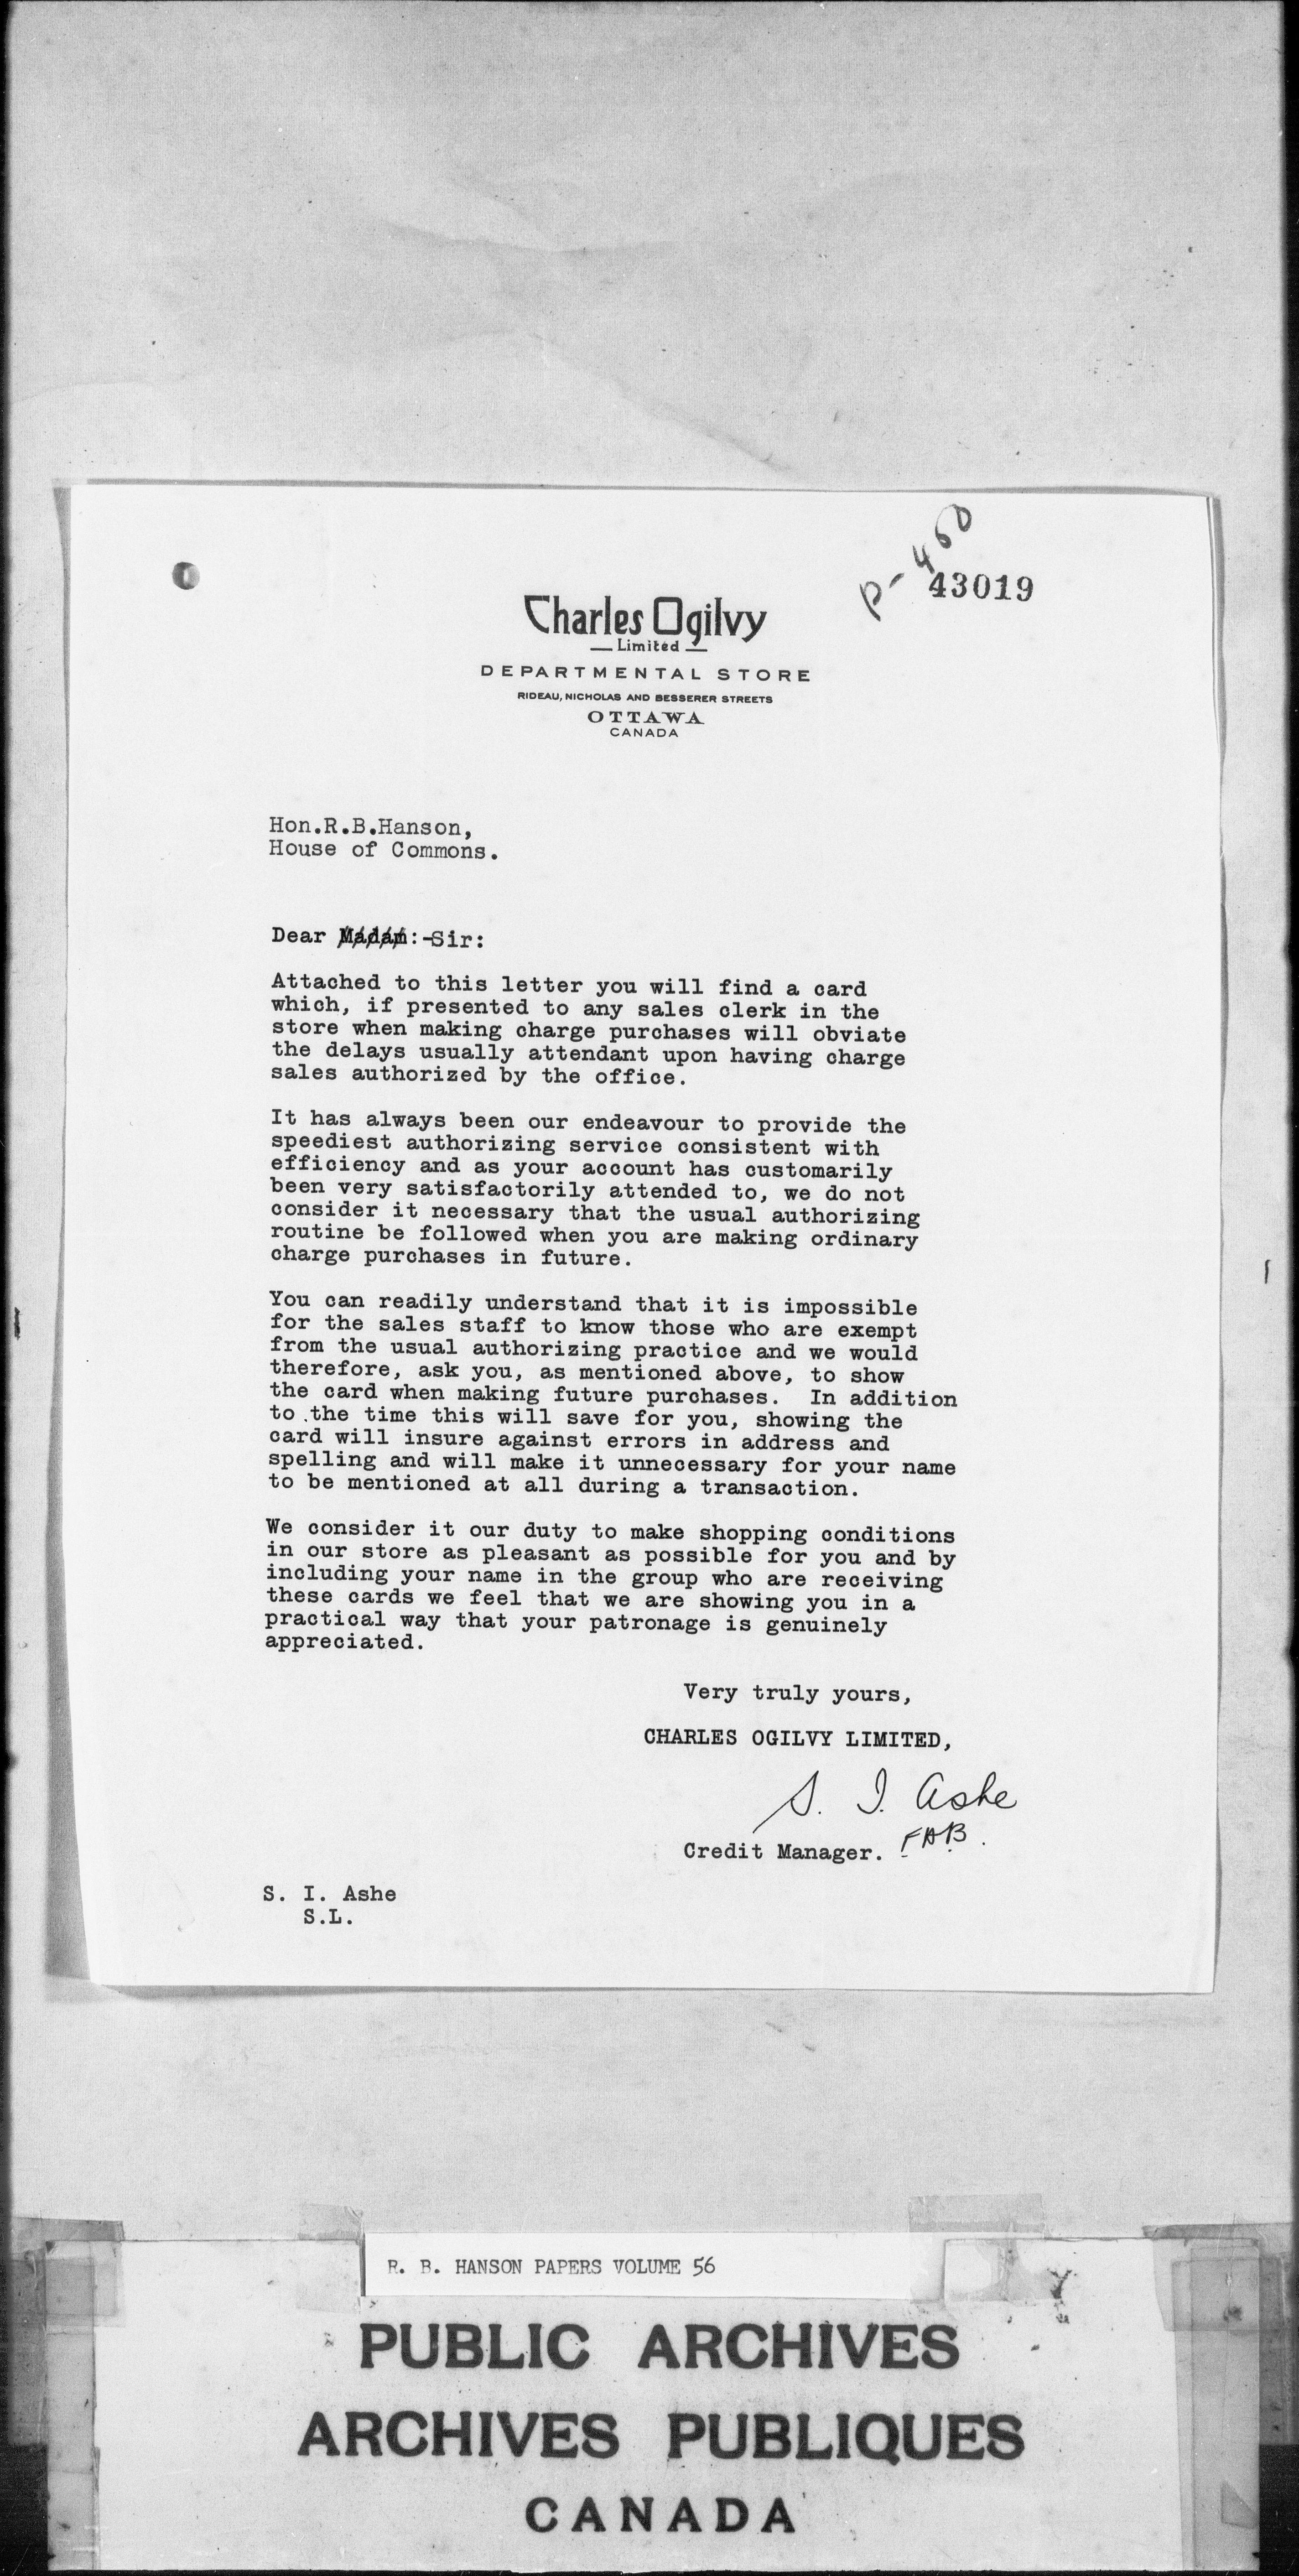 P-460
43019
Charles Ogilvy
Limited
DEPARTMENTAL STORE
RIDEAU, NICHOLAS AND BESSERER STREETS
OTTAWA
CANADA
Hon.R.B.Hanson,
House of Commons.
Dear Madam:-Sir:
Attached to this letter you will find a card
which, if presented to any sales clerk in the
store when making charge purchases will obviate
the delays usually attendant upon having charge
sales authorized by the office.
It has always been our endeavour to provide the
speediest authorizing service consistent with
efficiency and as your account has customarily
been very satisfactorily attended to, we do not
consider it necessary that the usual authorizing
routine be followed when you are making ordinary
charge purchases in future.
You can readily understand that it is impossible
for the sales staff to know those who are exempt
from the usual authorizing practice and we would
therefore, ask you, as mentioned above, to show
the card when making future purchases.  In addition
to the time this will save for you, showing the
card will insure against errors in address and
spelling and will make it unnecessary for your name
to be mentioned at all during a transaction.
We consider it our duty to make shopping conditions
in our store as pleasant as possible for you and by
including your name in the group who are receiving
these cards we feel that we are showing you in a
practical way that your patronage is genuinely
appreciated.
Very truly yours,
CHARLES OGILVY LIMITED,
S. I. Ashe
Credit Manager. FAB.
S. I. Ashe
S.L.
R. B. HANSON PAPERS VOLUME 56
PUBLIC ARCHIVES
ARCHIVES PUBLIQUES
CANADA